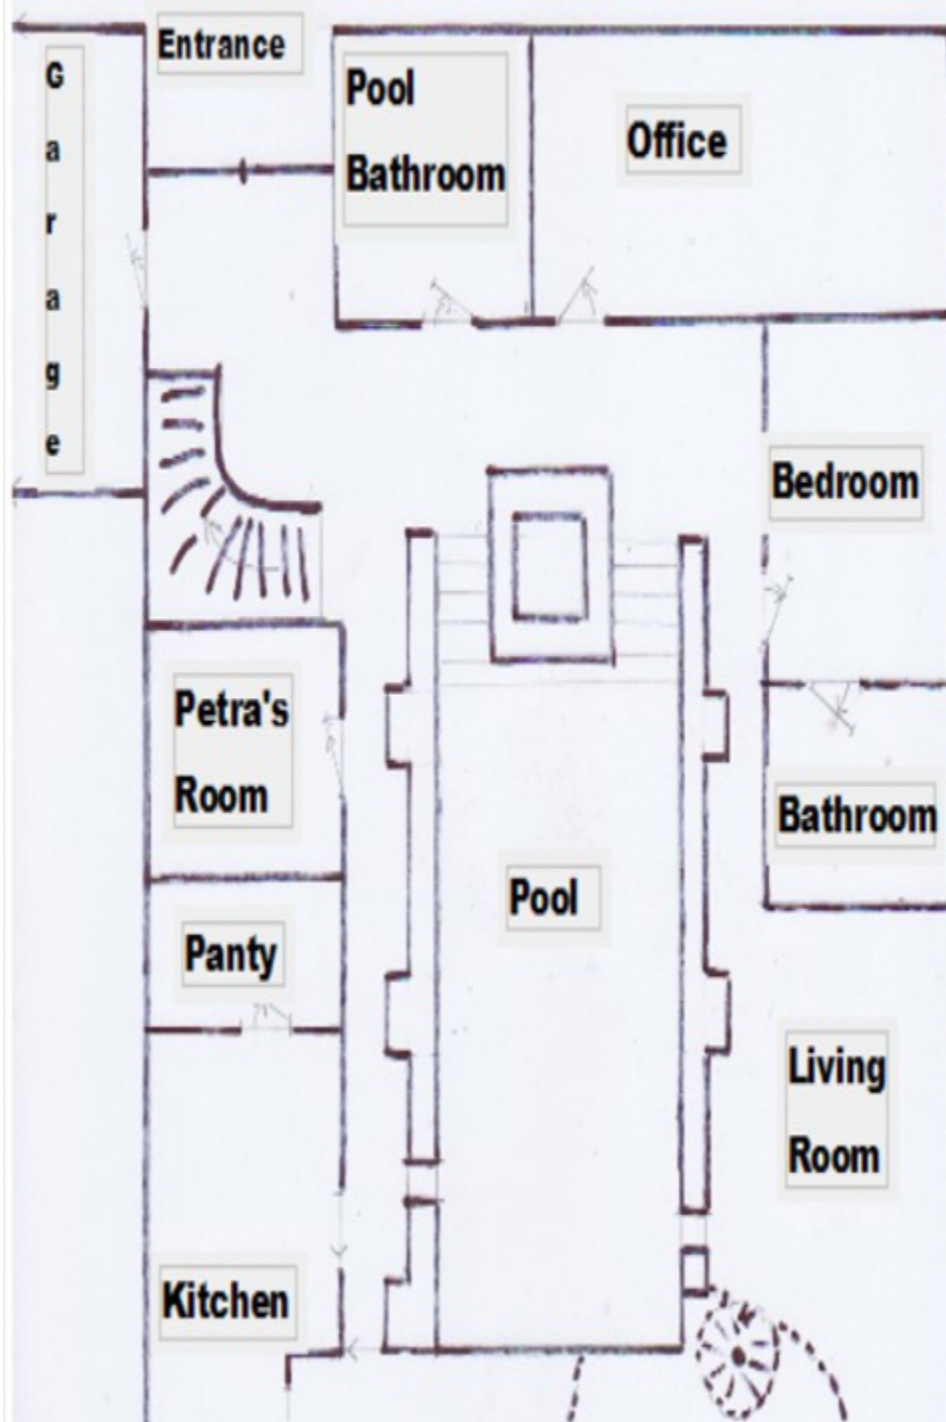 Entrance
G
a
r
a
g
e
Pool
Bathroom
Office
Bedroom
Petra's
Room
Bathroom
Pool
Panty
Living
Room
Kitchen